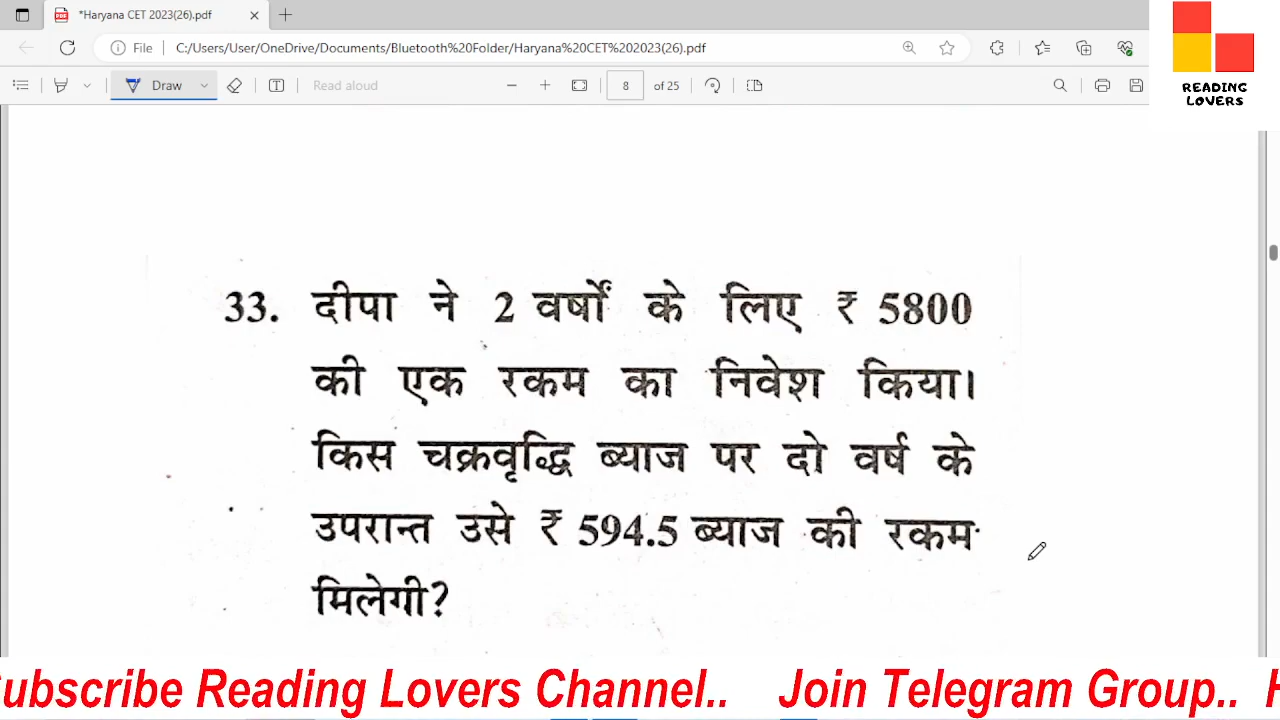 *Haryana CET 2023(26).pdf
File C:/Users/User/OneDrive/Documents/Bluetooth%20Folder/Haryana%20CET%202023(26).pdf
Draw Read aloud 8 of 25
READING
LOVERS
33. दीपा ने 2 वर्षों के लिए ₹ 5800
की एक रकम का निवेश किया।
किस चक्रवृद्धि ब्याज पर दो वर्ष के
उपरान्त उसे ₹ 594.5 ब्याज की रकम
मिलेगी?
ubscribe Reading Lovers Channel.. Join Telegram Group..